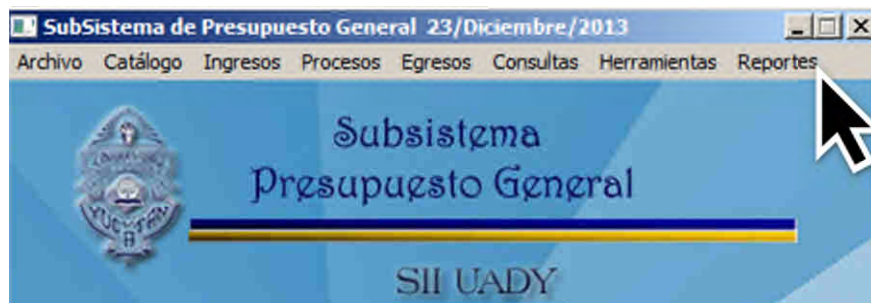 SubSistema de Presupuesto General 23/Diciembre/2013
Archivo Catálogo Ingresos Procesos Egresos Consultas Herramientas Reportes
Subsistema
Presupuesto General
YUCATAN
SII UADY